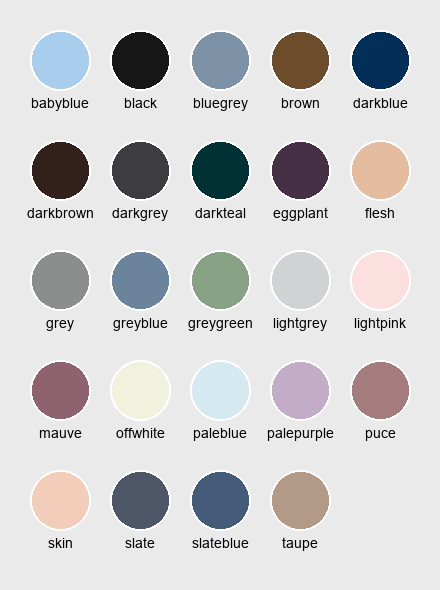 babyblue black bluegrey brown darkblue
darkbrown darkgrey darkteal eggplant flesh
grey greyblue greygreen lightgrey lightpink
mauve offwhite paleblue palepurple puce
skin slate slateblue taupe